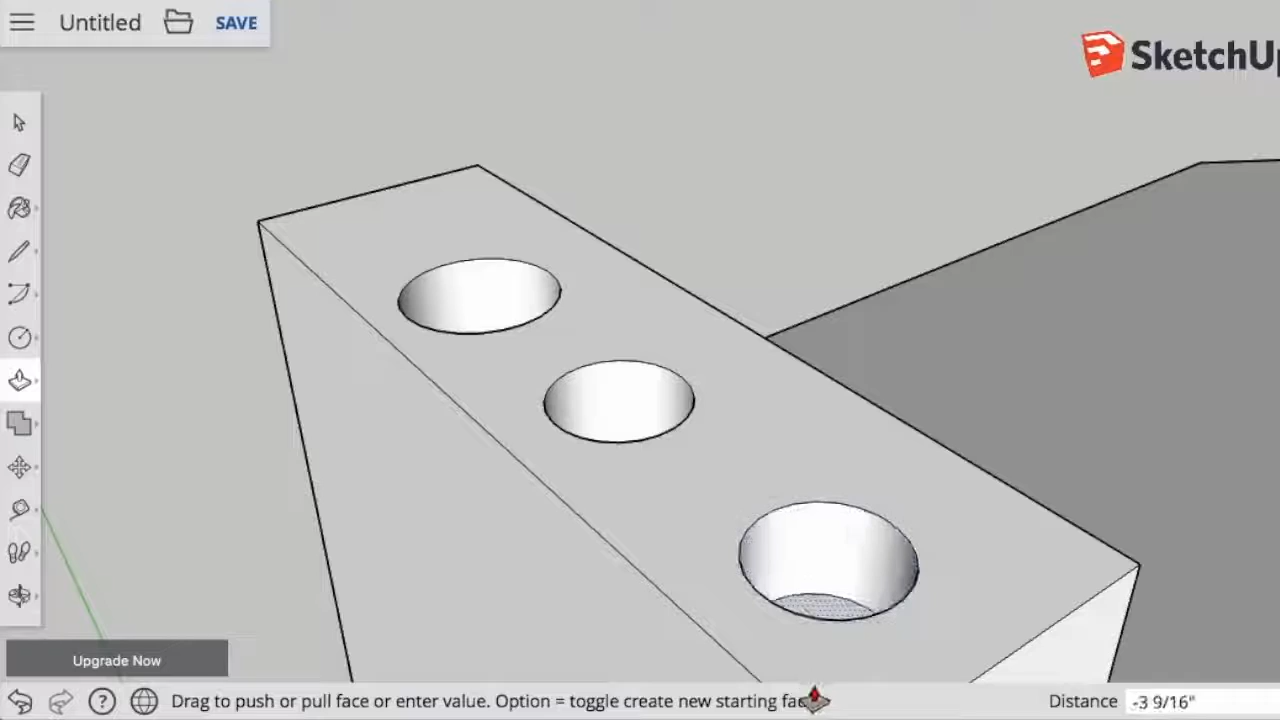 Untitled SAVE
SketchUp
Upgrade Now
Drag to push or pull face or enter value. Option = toggle create new starting Distance -3 9/16"